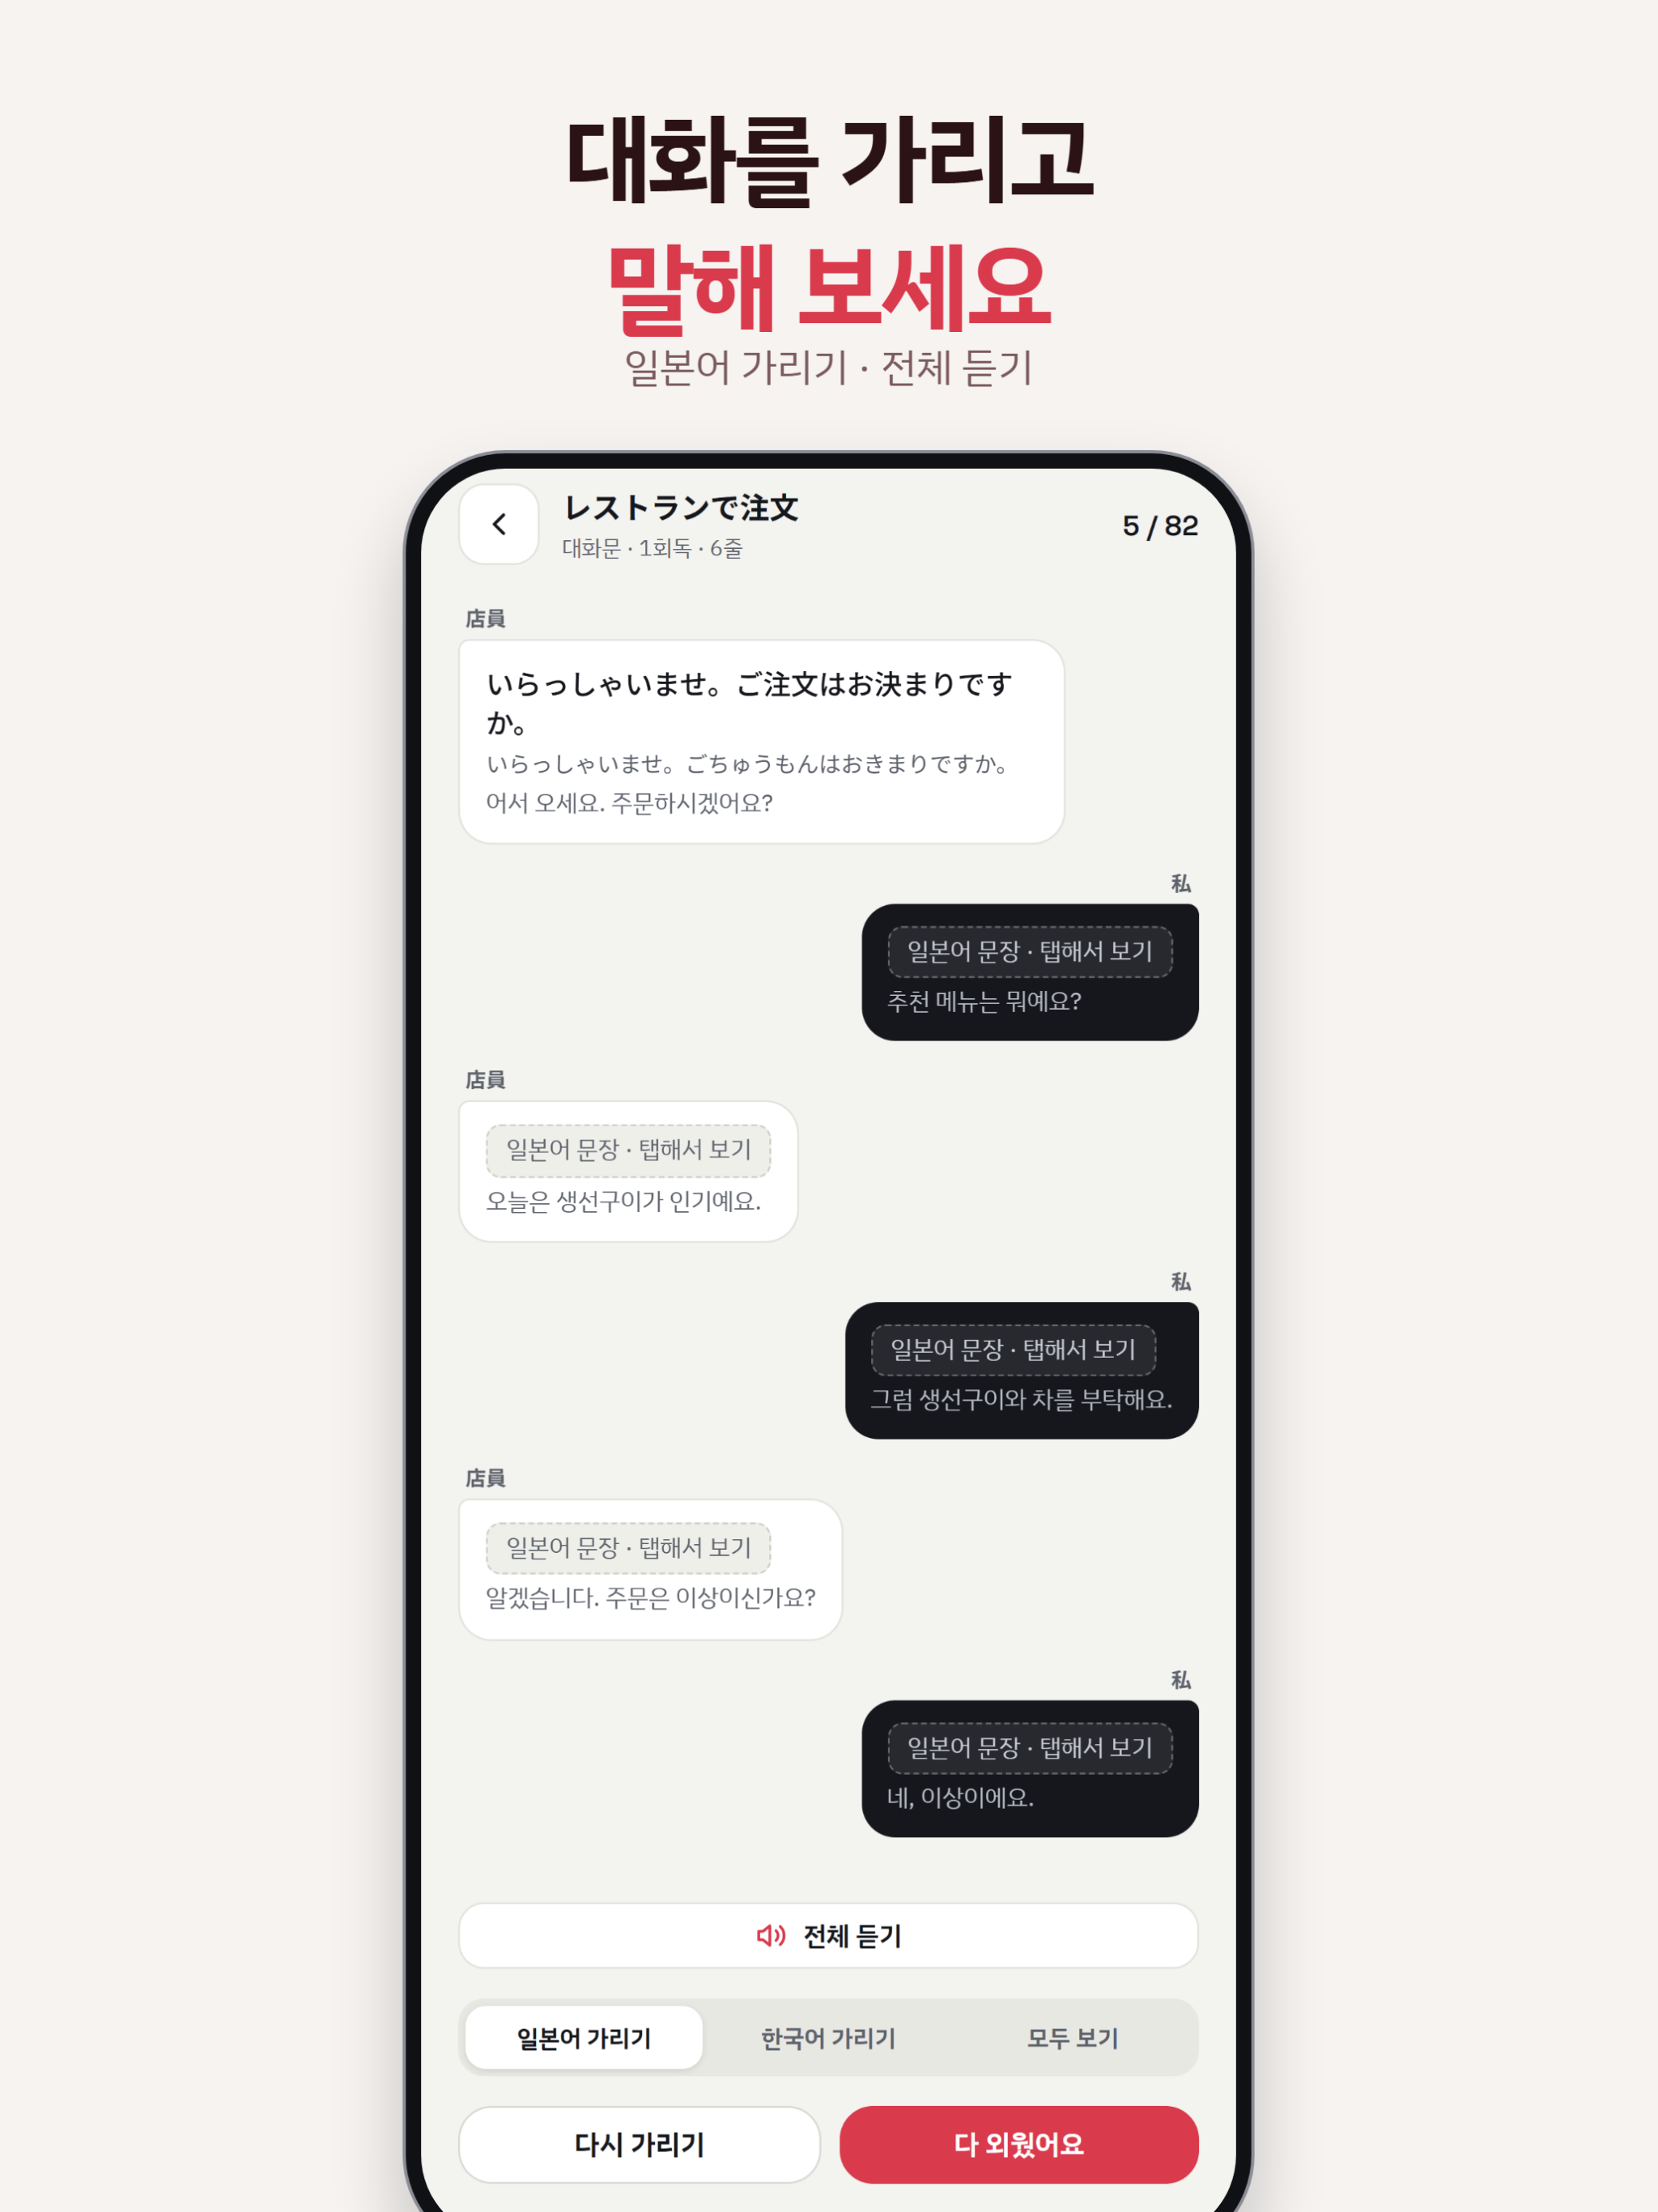 대화를 가리고
말해 보세요
일본어 가리기 · 전체 듣기
レストランで注文
대화문 · 1회독 · 6줄
5 / 82
店員
いらっしゃいませ。ご注文はお決まりです
か。
いらっしゃいませ。ごちゅうもんはおきまりですか。
어서 오세요. 주문하시겠어요?
私
일본어 문장 · 탭해서 보기
추천 메뉴는 뭐예요?
店員
일본어 문장 · 탭해서 보기
오늘은 생선구이가 인기예요.
私
일본어 문장 · 탭해서 보기
그럼 생선구이와 차를 부탁해요.
店員
일본어 문장 · 탭해서 보기
알겠습니다. 주문은 이상이신가요?
私
일본어 문장 · 탭해서 보기
네, 이상이에요.
전체 듣기
일본어 가리기
한국어 가리기
모두 보기
다시 가리기
다 외웠어요